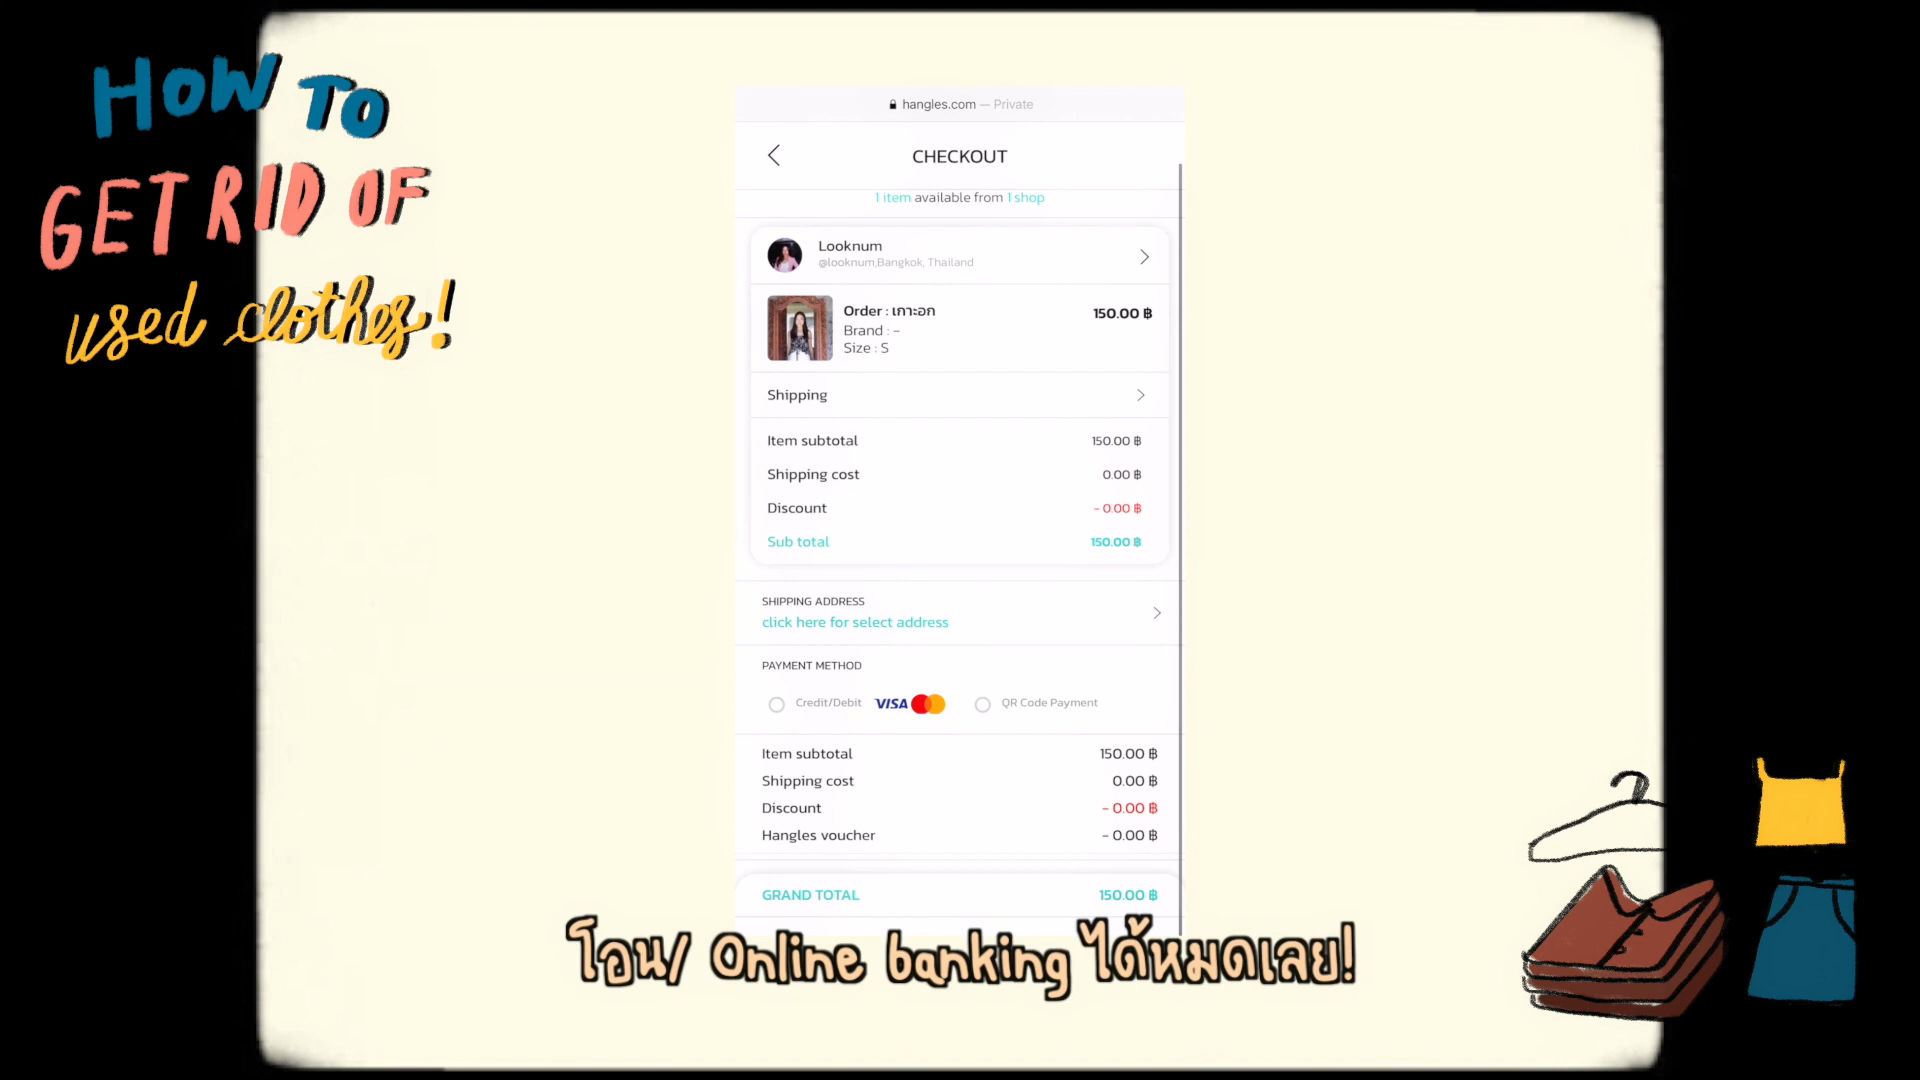 HOW TO
GET RID OF
used clothes!
hangles.com — Private
CHECKOUT
1 item available from 1 shop
Looknum
@looknum,Bangkok, Thailand
Order : เกาะอก 150.00 ฿
Brand : -
Size : S
Shipping
Item subtotal 150.00 ฿
Shipping cost 0.00 ฿
Discount - 0.00 ฿
Sub total 150.00 ฿
SHIPPING ADDRESS
click here for select address
PAYMENT METHOD
Credit/Debit VISA QR Code Payment
Item subtotal 150.00 ฿
Shipping cost 0.00 ฿
Discount - 0.00 ฿
Hangles voucher - 0.00 ฿
GRAND TOTAL 150.00 ฿
โอน/ Online banking ได้หมดเลย!